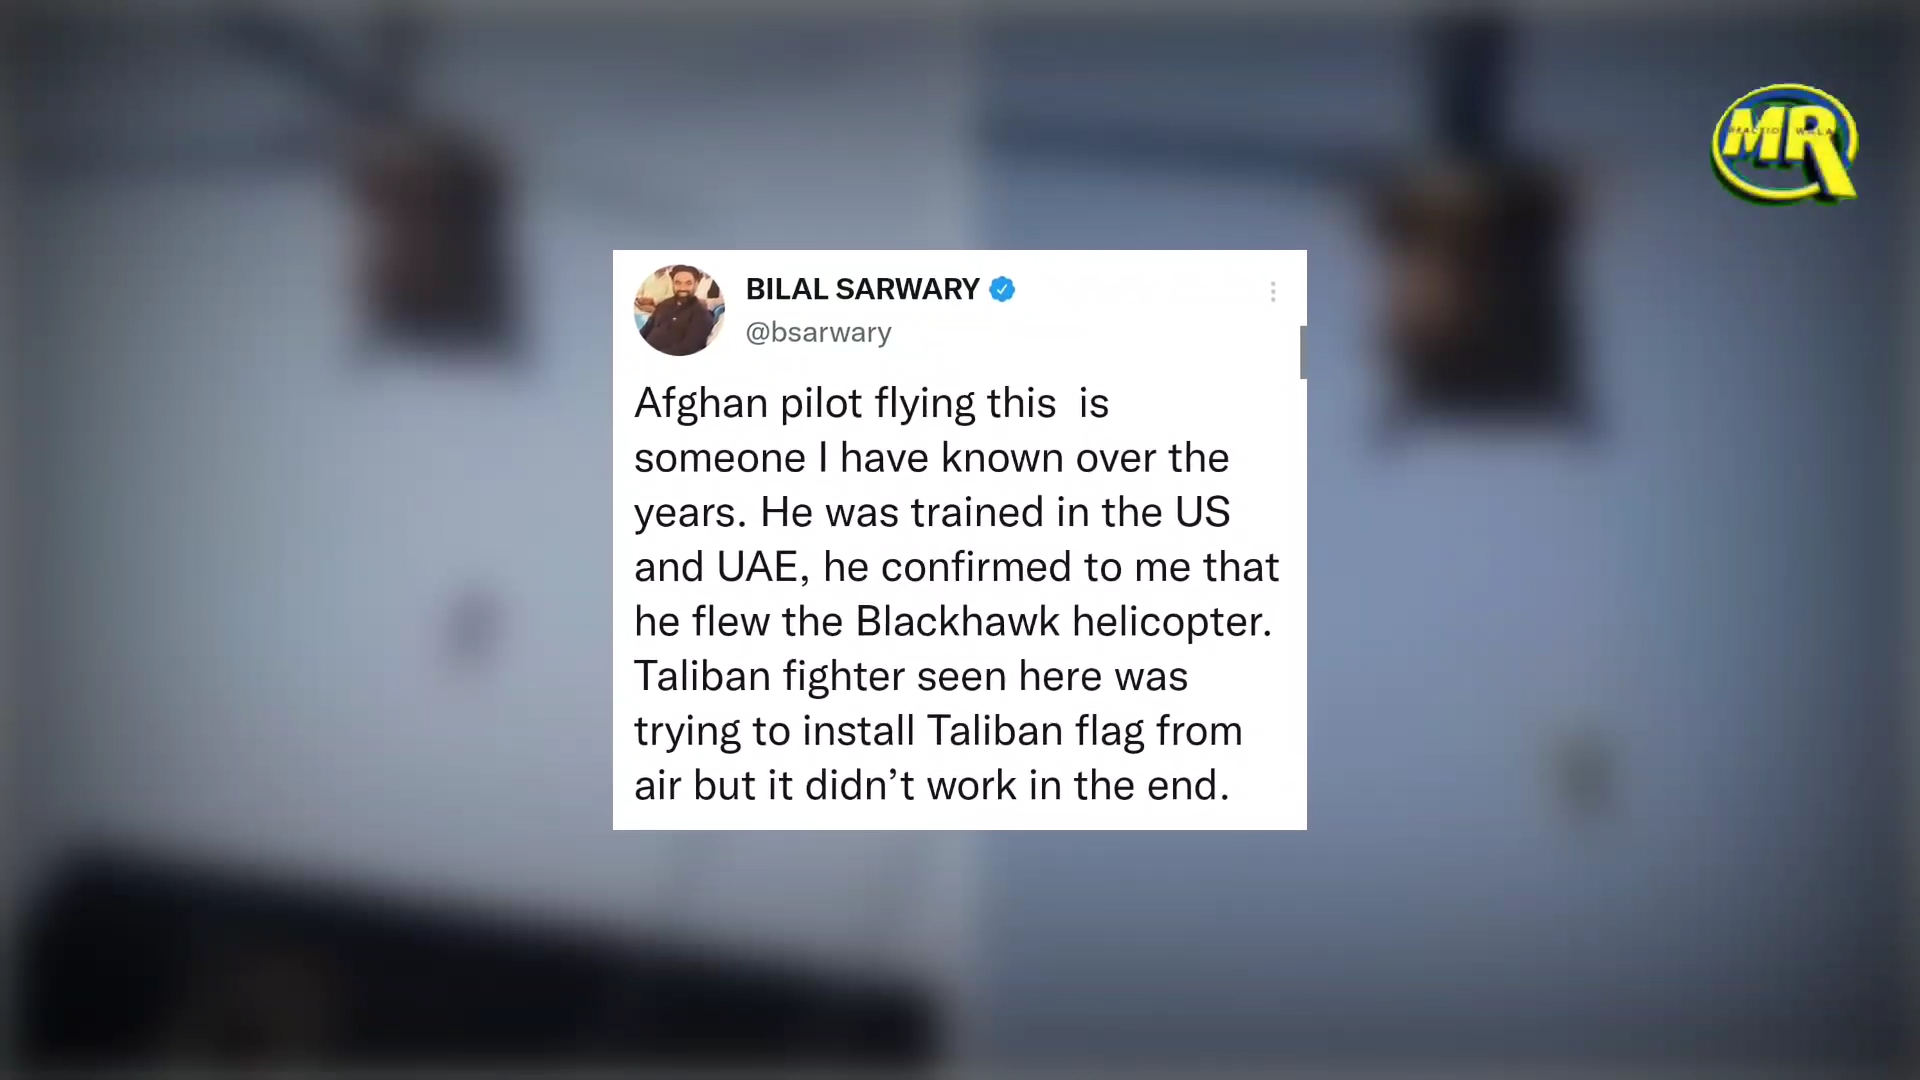 MR
REACTION WALA
BILAL SARWARY
@bsarwary
Afghan pilot flying this  is
someone I have known over the
years. He was trained in the US
and UAE, he confirmed to me that
he flew the Blackhawk helicopter.
Taliban fighter seen here was
trying to install Taliban flag from
air but it didn’t work in the end.